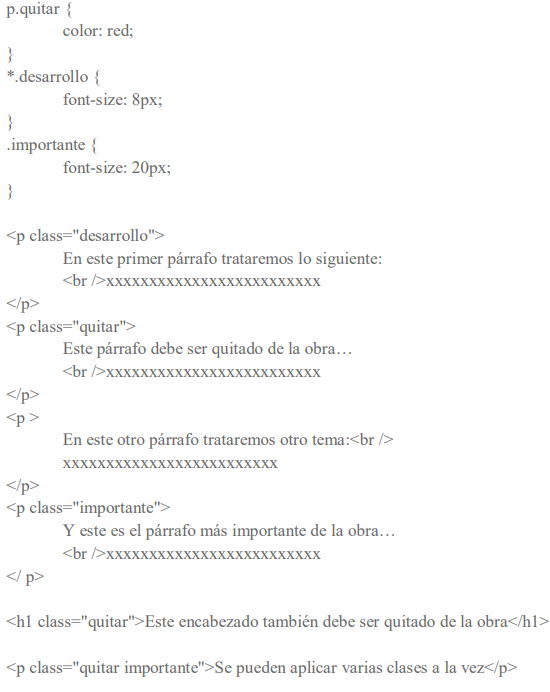 p.quitar {
color: red;
}
*.desarrollo {
font-size: 8px;
}
.importante {
font-size: 20px;
}
<p class="desarrollo">
En este primer párrafo trataremos lo siguiente:
<br />xxxxxxxxxxxxxxxxxxxxxxxxx
</p>
<p class="quitar">
Este párrafo debe ser quitado de la obra…
<br />xxxxxxxxxxxxxxxxxxxxxxxxx
</p>
<p >
En este otro párrafo trataremos otro tema:<br />
xxxxxxxxxxxxxxxxxxxxxxxxx
</p>
<p class="importante">
Y este es el párrafo más importante de la obra…
<br />xxxxxxxxxxxxxxxxxxxxxxxxx
</ p>
<h1 class="quitar">Este encabezado también debe ser quitado de la obra</h1>
<p class="quitar importante">Se pueden aplicar varias clases a la vez</p>